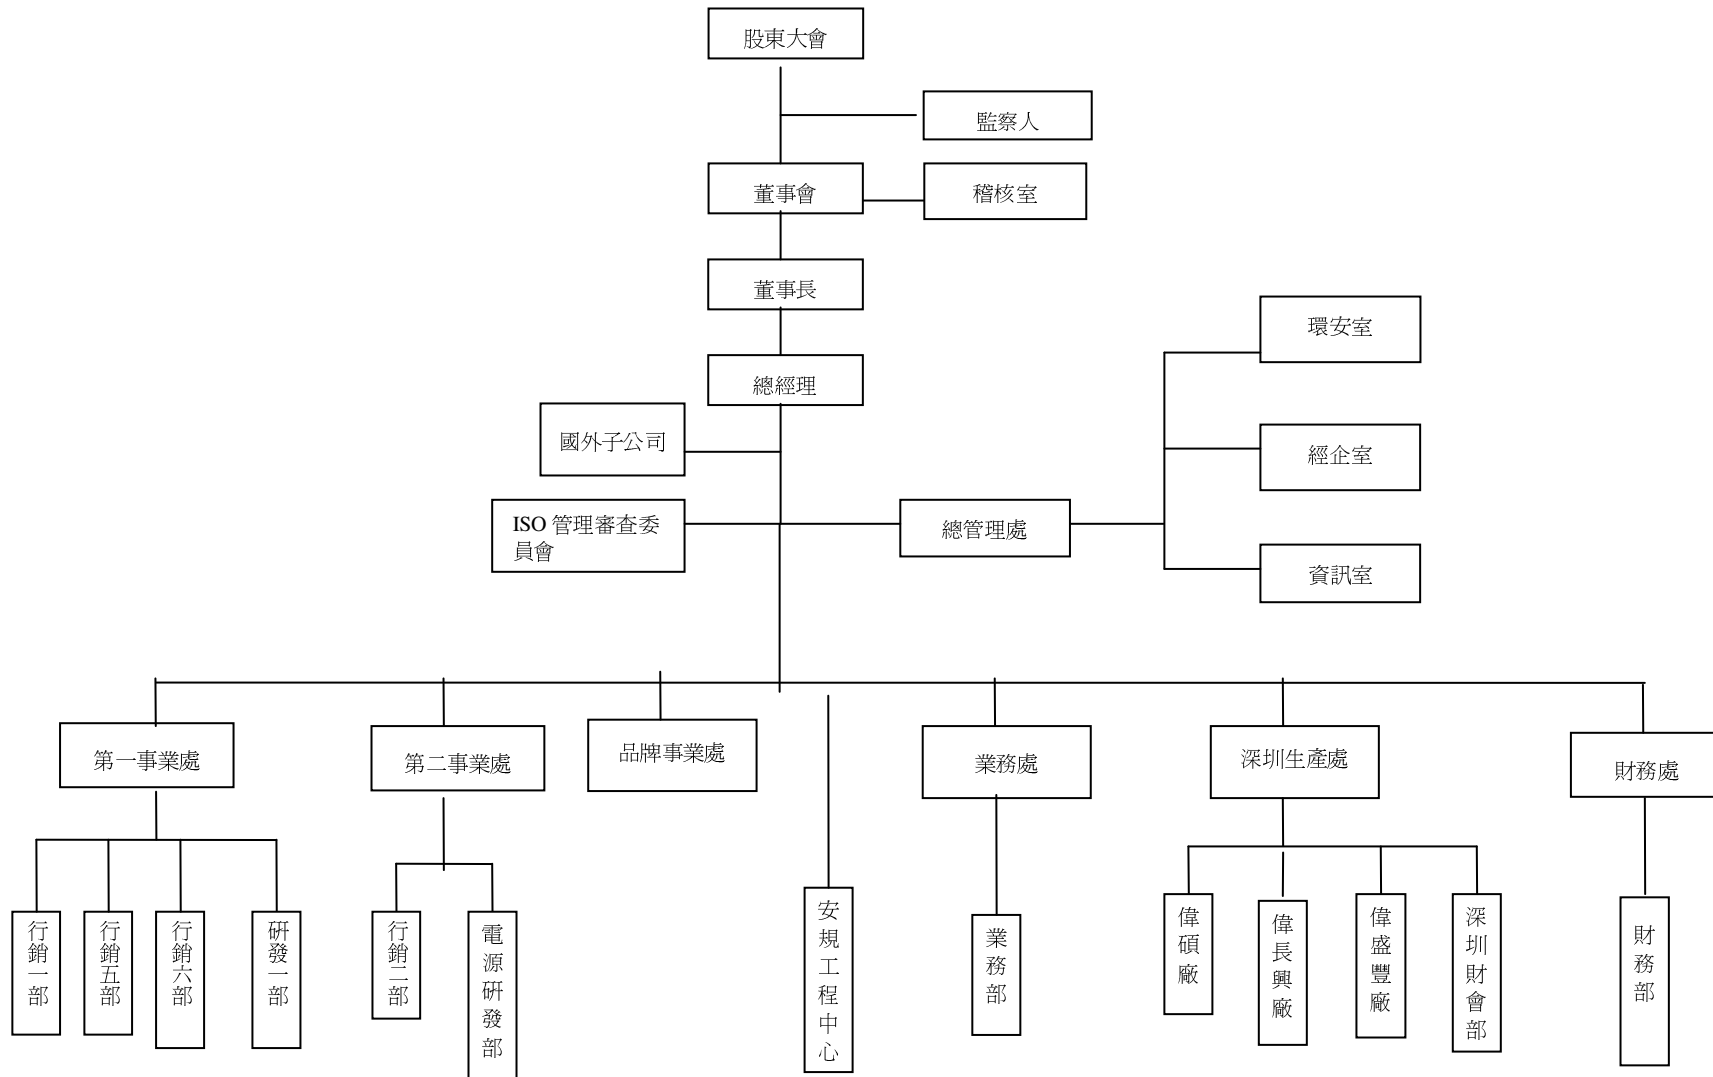 股東大會
監察人
董事會
稽核室
董事長
環安室
總經理
國外子公司
經企室
ISO 管理審查委
員會
總管理處
資訊室
第一事業處
第二事業處
品牌事業處
業務處
深圳生產處
財務處
行銷一部
行銷五部
行銷六部
研發一部
行銷二部
電源研發部
安規工程中心
業務部
偉碩廠
偉長興廠
偉盛豐廠
深圳財會部
財務部